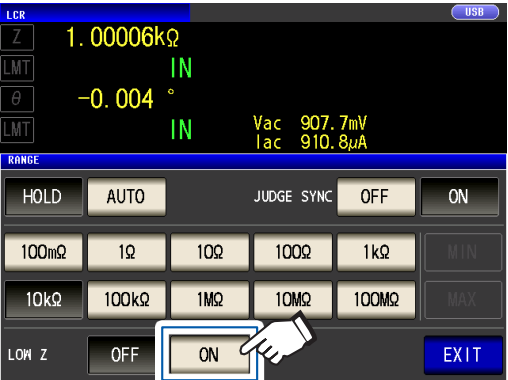 LCR USB
Z 1.00006kΩ
LMT IN
θ -0.004 °
LMT IN Vac 907.7mV
Iac 910.8μA
RANGE
HOLD AUTO JUDGE SYNC OFF ON
100mΩ 1Ω 10Ω 100Ω 1kΩ MIN
10kΩ 100kΩ 1MΩ 10MΩ 100MΩ MAX
LOW Z OFF ON EXIT